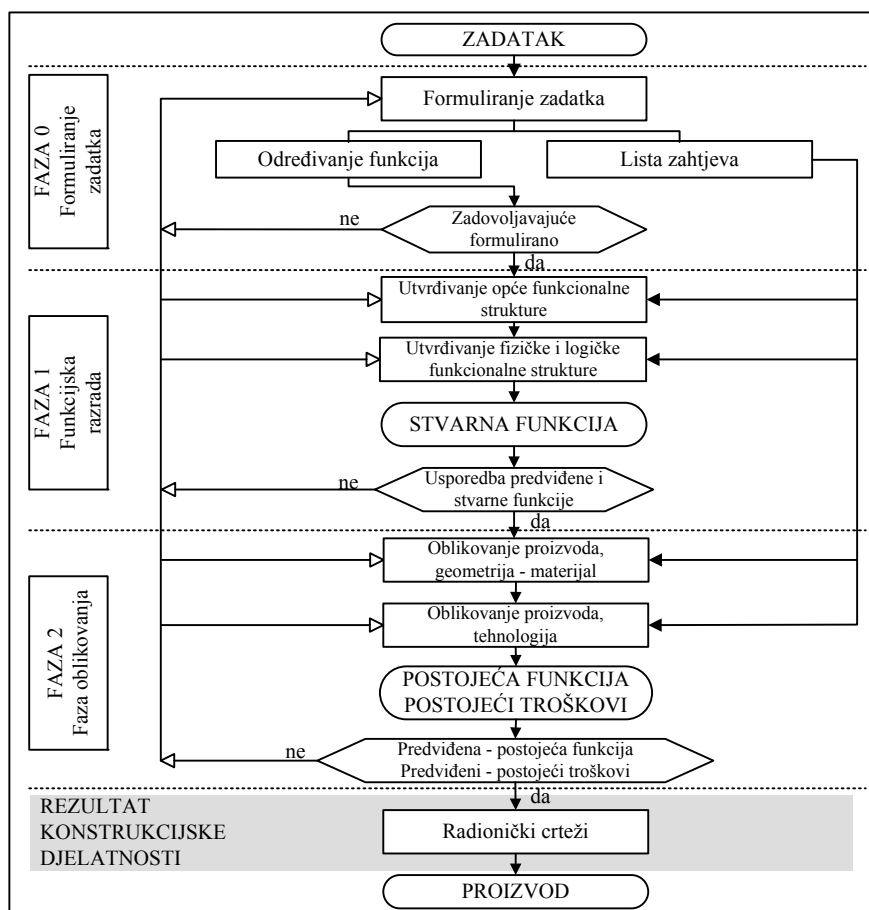 ZADATAK
FAZA 0
Formuliranje
zadatka
Formuliranje zadatka
Određivanje funkcija
Lista zahtjeva
ne
Zadovoljavajuće
formulirano
da
FAZA 1
Funkcijska
razrada
Utvrđivanje opće funkcionalne
strukture
Utvrđivanje fizičke i logičke
funkcionalne strukture
STVARNA FUNKCIJA
ne
Usporedba predviđene i
stvarne funkcije
da
FAZA 2
Faza oblikovanja
Oblikovanje proizvoda,
geometrija - materijal
Oblikovanje proizvoda,
tehnologija
POSTOJEĆA FUNKCIJA
POSTOJEĆI TROŠKOVI
ne
Predviđena - postojeća funkcija
Predviđeni - postojeći troškovi
da
REZULTAT
KONSTRUKCIJSKE
DJELATNOSTI
Radionički crteži
PROIZVOD